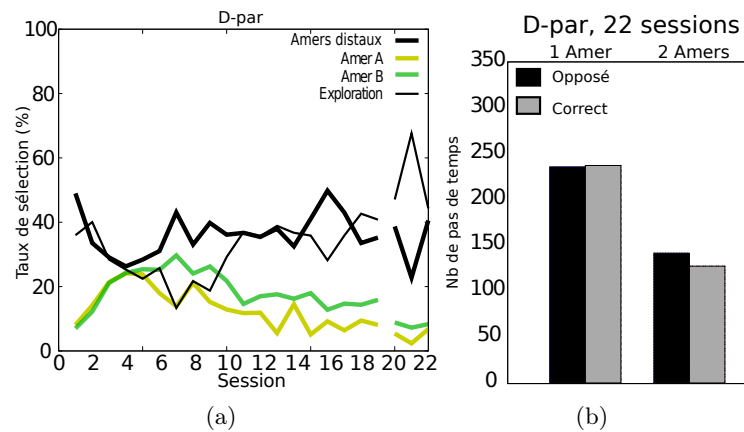 D-par
Taux de sélection (%)
100
80
60
40
20
0
Amers distaux
Amer A
Amer B
Exploration
0 2 4 6 8 10 12 14 16 18 20 22
Session
(a)
D-par, 22 sessions
1 Amer 2 Amers
Nb de pas de temps
350
300
250
200
150
100
50
0
Opposé
Correct
(b)